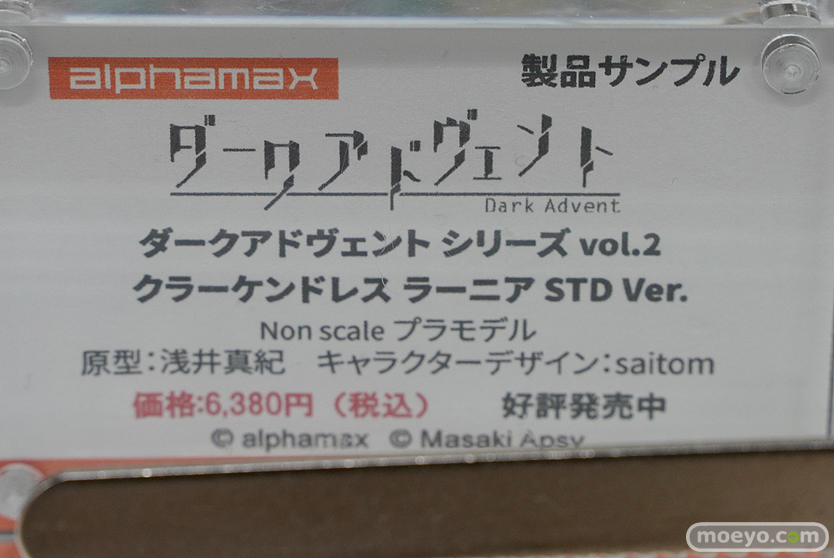 alphamax 製品サンプル
ダークアドヴェント
Dark Advent
ダークアドヴェント シリーズ vol.2
クラーケンドレス ラーニア STD Ver.
Non scale プラモデル
原型：浅井真紀　キャラクターデザイン：saitom
価格:6,380円（税込）　好評発売中
© alphamax © Masaki Apsy
moeyo.com